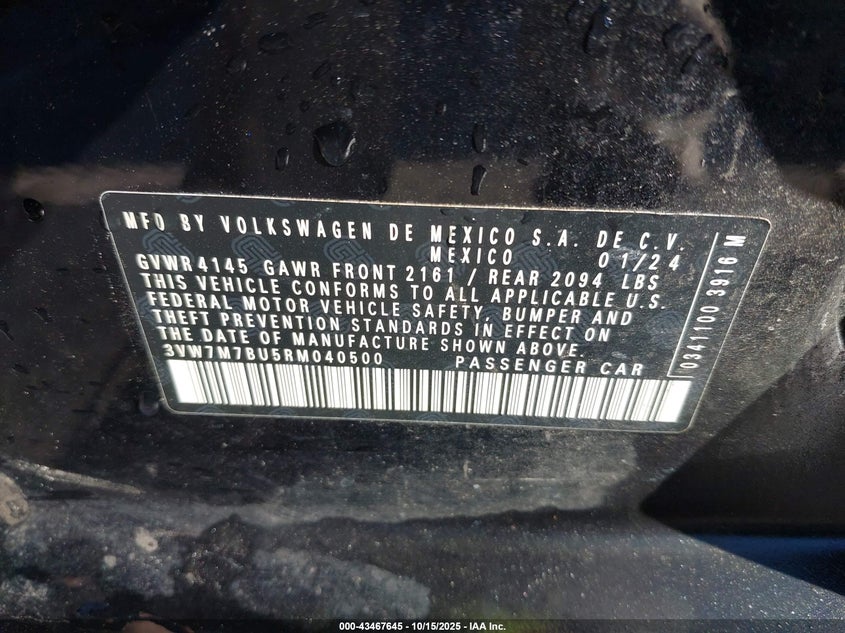 MFD BY VOLKSWAGEN DE MEXICO S.A. DE C.V.
MEXICO 01/24
GVWR 4145 GAWR FRONT 2161 / REAR 2094 LBS
THIS VEHICLE CONFORMS TO ALL APPLICABLE U.S.
FEDERAL MOTOR VEHICLE SAFETY, BUMPER AND
THEFT PREVENTION STANDARDS IN EFFECT ON
THE DATE OF MANUFACTURE SHOWN ABOVE.
3VW7M7BU5RM040500 PASSENGER CAR
0341100 3916 M
000-43467645 - 10/15/2025 - IAA Inc.